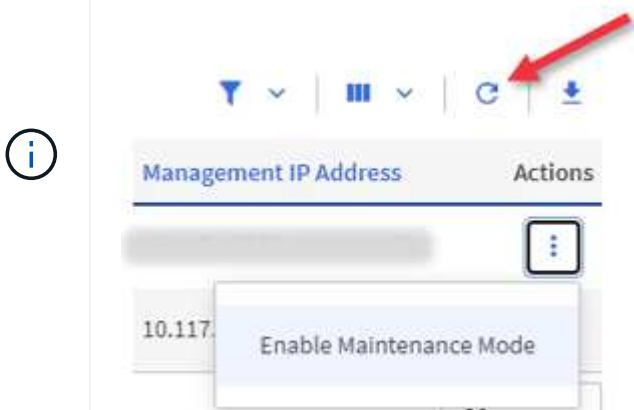 Management IP Address Actions
10.117.
Enable Maintenance Mode